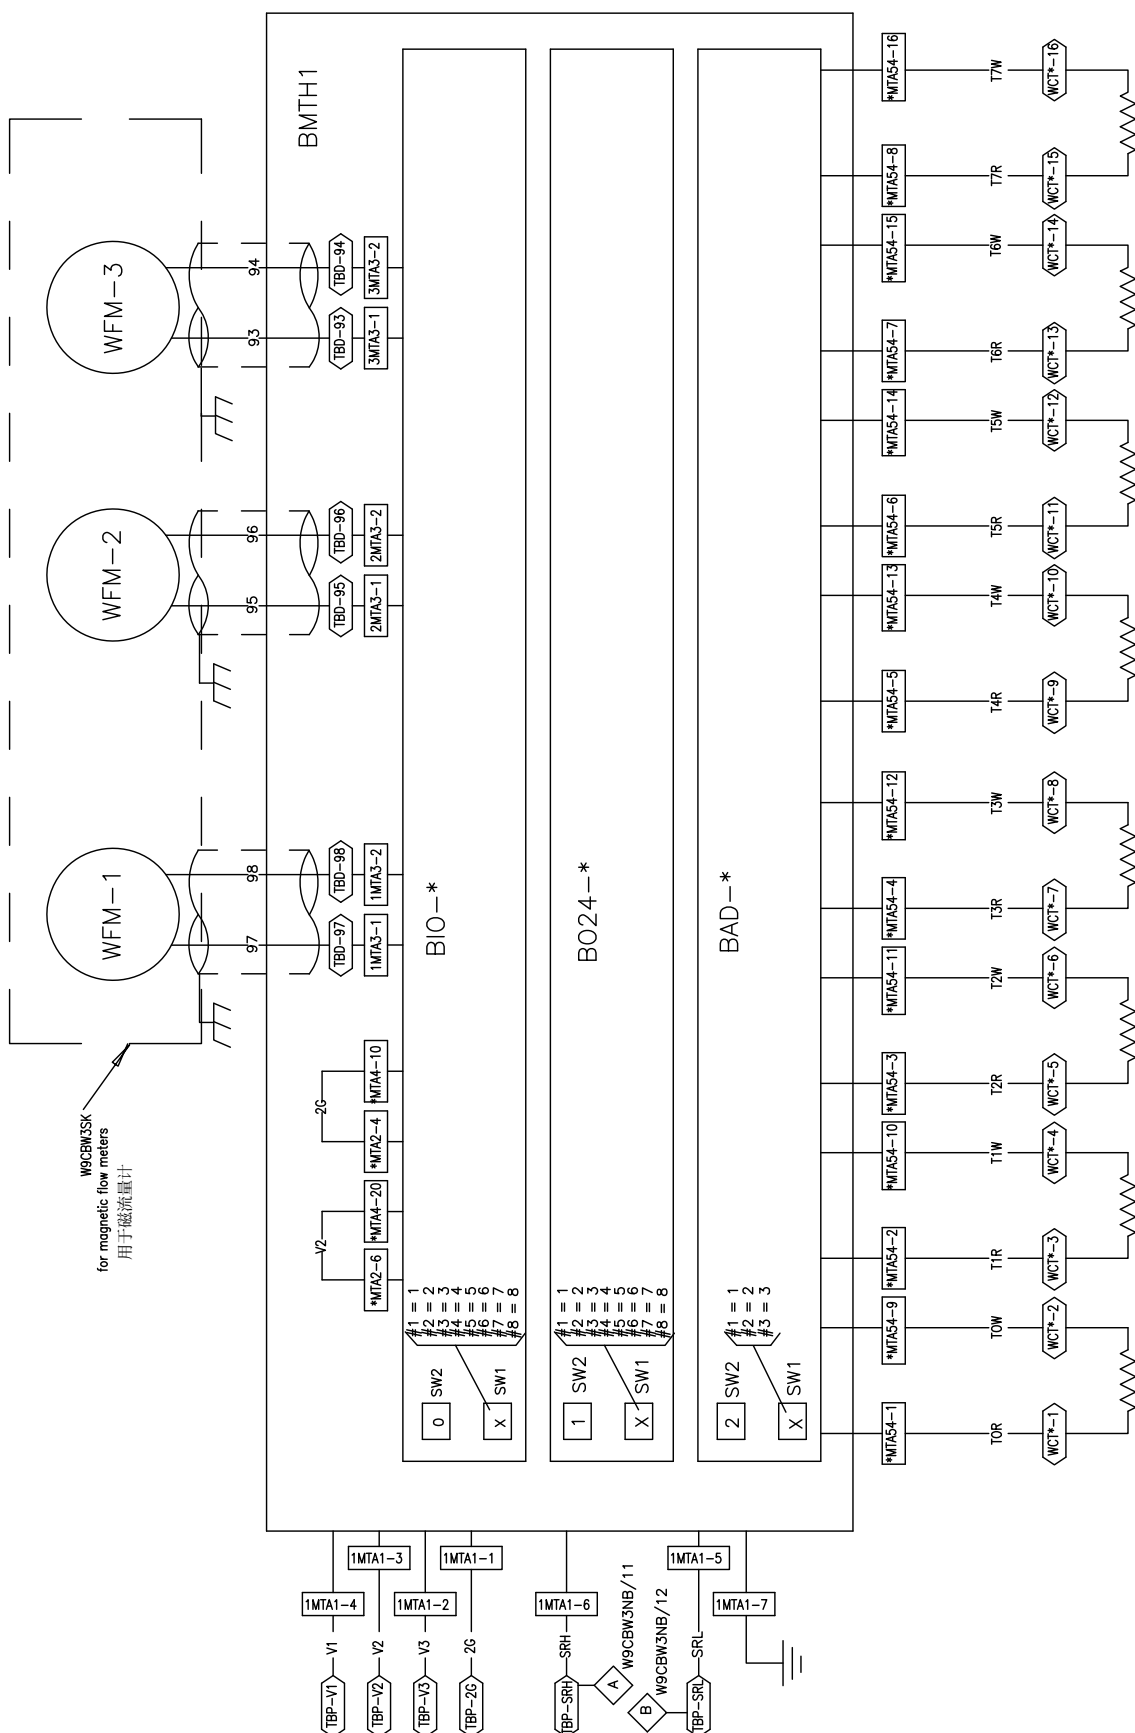 W9CBW3SK
for magnetic flow meters
用于磁流量计
WFM-1
WFM-2
WFM-3
97
98
95
96
93
94
BMTH1
TBD-97
TBD-98
TBD-95
TBD-96
TBD-93
TBD-94
V2
2G
*MTA2-6
*MTA4-20
*MTA2-4
*MTA4-10
1MTA3-1
1MTA3-2
2MTA3-1
2MTA3-2
3MTA3-1
3MTA3-2
BIO-*
0
SW2
X
SW1
#1 = 1
#2 = 2
#3 = 3
#4 = 4
#5 = 5
#6 = 6
#7 = 7
#8 = 8
BO24-*
1
SW2
X
SW1
#1 = 1
#2 = 2
#3 = 3
#4 = 4
#5 = 5
#6 = 6
#7 = 7
#8 = 8
BAD-*
2
SW2
X
SW1
#1 = 1
#2 = 2
#3 = 3
TBP-V1
V1
1MTA1-4
TBP-V2
V2
1MTA1-3
TBP-V3
V3
1MTA1-2
TBP-2G
2G
1MTA1-1
TBP-SRH
SRH
1MTA1-6
A
W9CBW3NB/11
B
W9CBW3NB/12
TBP-SRL
SRL
1MTA1-5
1MTA1-7
*MTA54-1
*MTA54-9
*MTA54-2
*MTA54-10
*MTA54-3
*MTA54-11
*MTA54-4
*MTA54-12
*MTA54-5
*MTA54-13
*MTA54-6
*MTA54-14
*MTA54-7
*MTA54-15
*MTA54-8
*MTA54-16
T0R
T0W
T1R
T1W
T2R
T2W
T3R
T3W
T4R
T4W
T5R
T5W
T6R
T6W
T7R
T7W
WCT*-1
WCT*-2
WCT*-3
WCT*-4
WCT*-5
WCT*-6
WCT*-7
WCT*-8
WCT*-9
WCT*-10
WCT*-11
WCT*-12
WCT*-13
WCT*-14
WCT*-15
WCT*-16